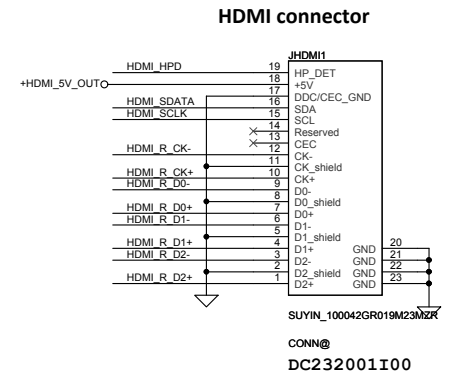 HDMI connector
JHDMI1
HDMI_HPD 19 HP_DET
+HDMI_5V_OUT 18 +5V
17 DDC/CEC_GND
HDMI_SDATA 16 SDA
HDMI_SCLK 15 SCL
14 Reserved
13 CEC
HDMI_R_CK- 12 CK-
11 CK_shield
HDMI_R_CK+ 10 CK+
HDMI_R_D0- 9 D0-
8 D0_shield
HDMI_R_D0+ 7 D0+
HDMI_R_D1- 6 D1-
5 D1_shield
HDMI_R_D1+ 4 D1+ GND 20
HDMI_R_D2- 3 D2- GND 21
2 D2_shield GND 22
HDMI_R_D2+ 1 D2+ GND 23
SUYIN_100042GR019M23MZR
CONN@
DC232001I00